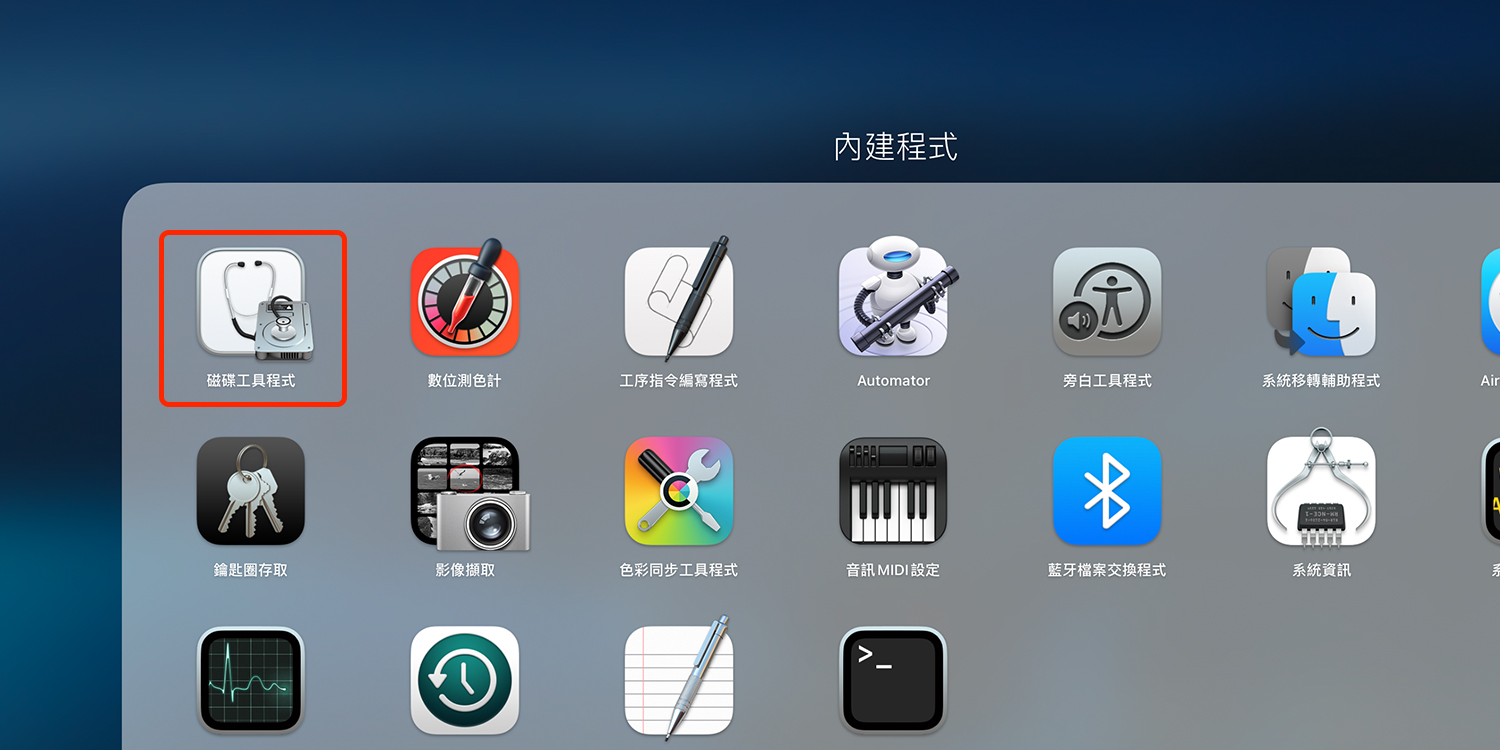 內建程式
磁碟工具程式
數位測色計
工序指令編寫程式
Automator
旁白工具程式
系統移轉輔助程式
Air
鑰匙圈存取
影像擷取
色彩同步工具程式
音訊 MIDI 設定
藍牙檔案交換程式
系統資訊
>_